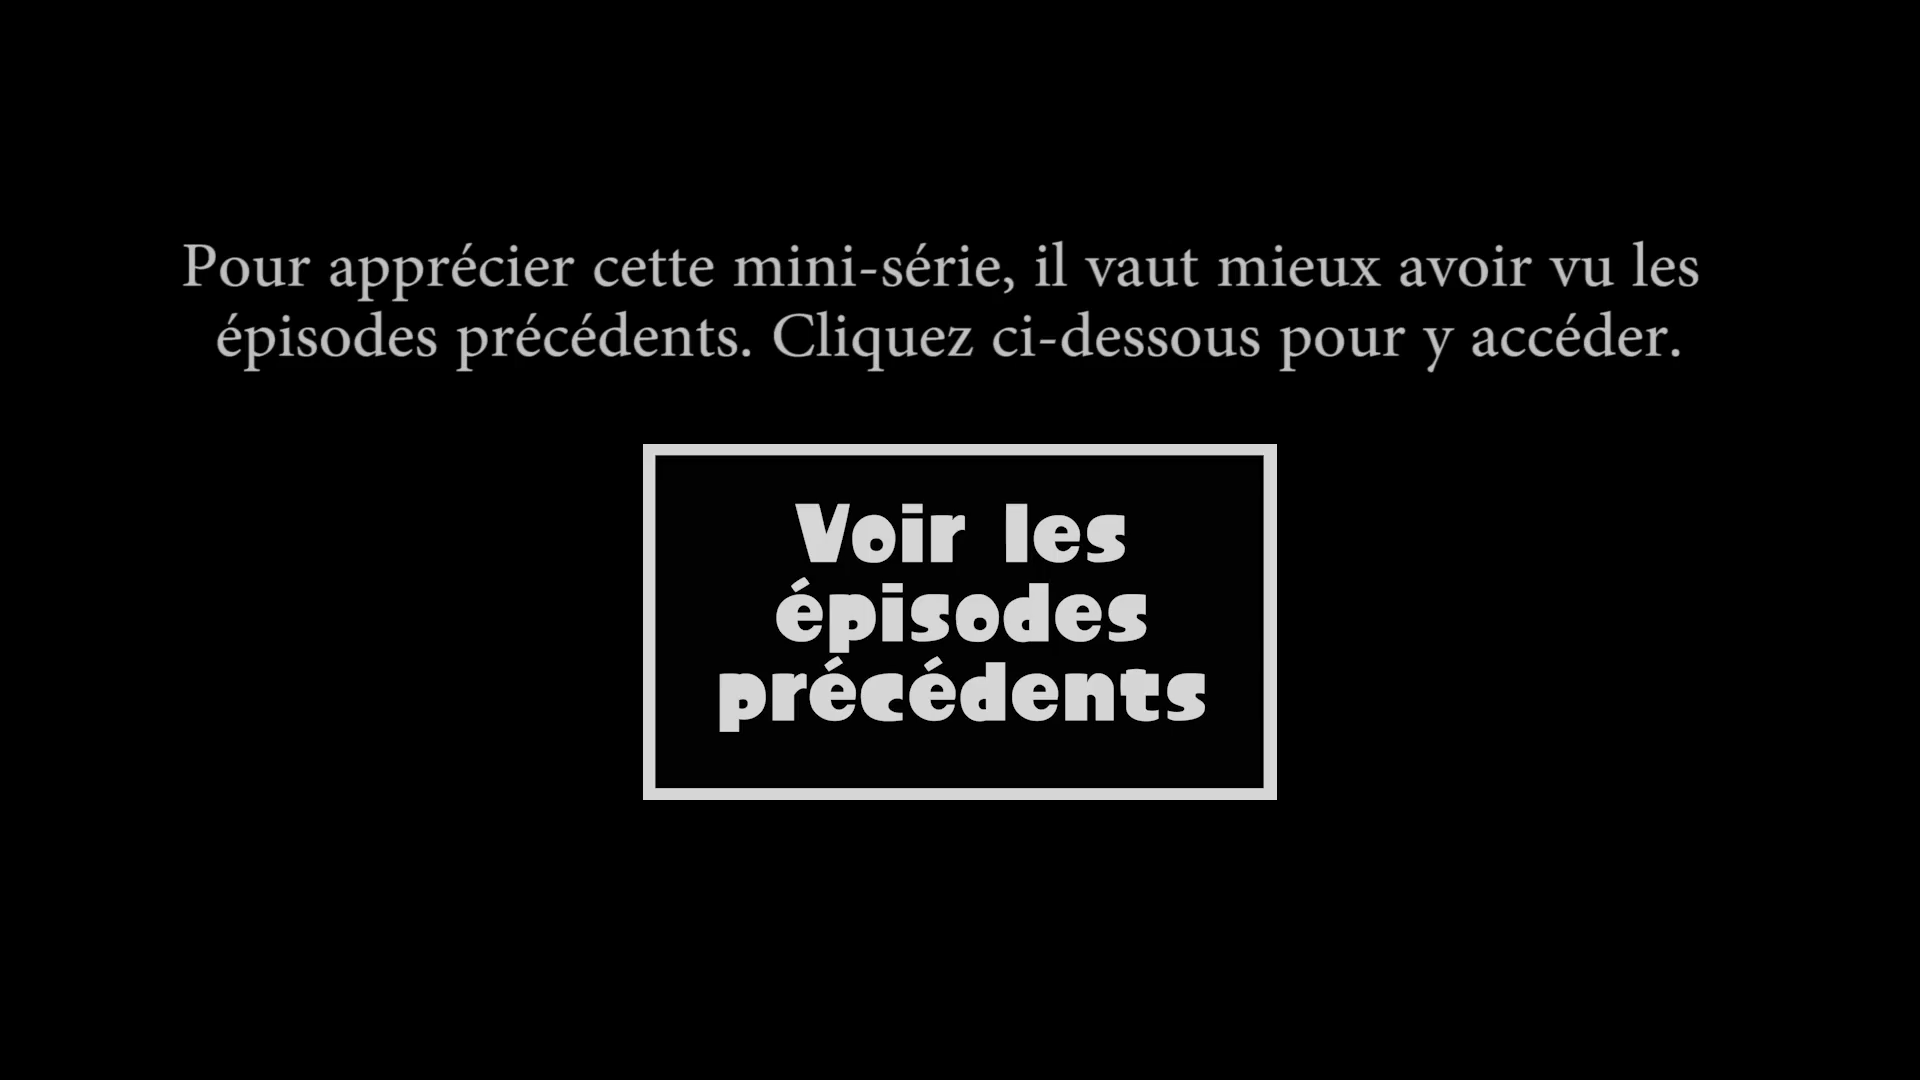 Pour apprécier cette mini-série, il vaut mieux avoir vu les
épisodes précédents. Cliquez ci-dessous pour y accéder.
Voir les
épisodes
précédents